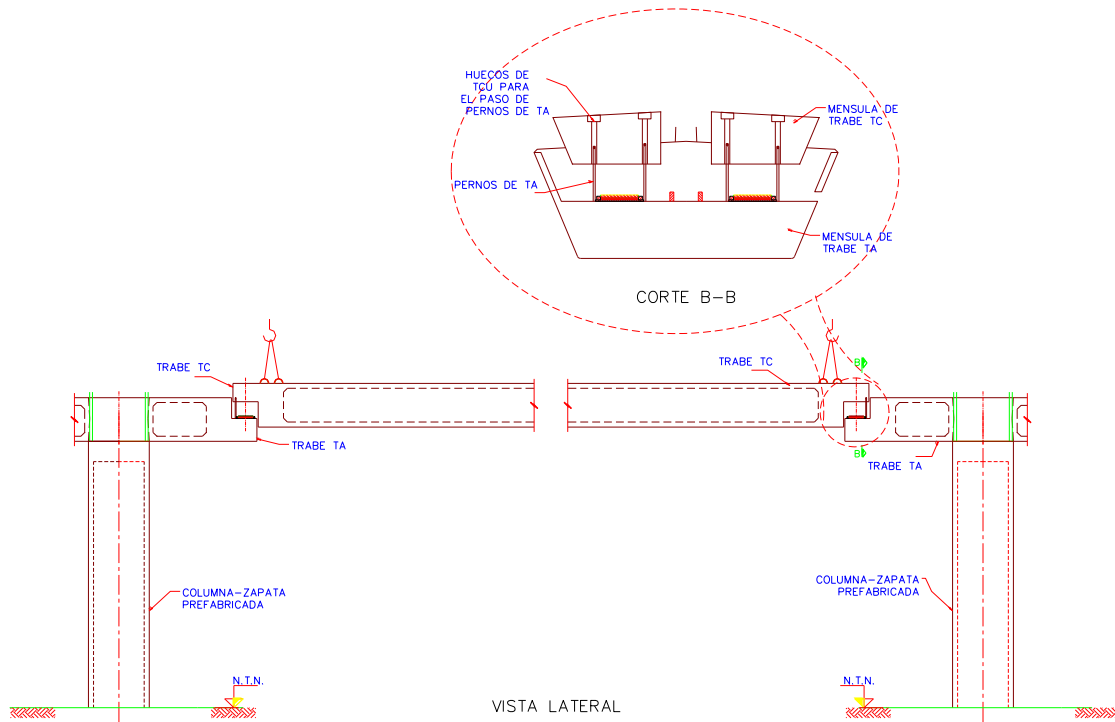 HUECOS DE
TCU PARA
EL PASO DE
PERNOS DE TA
MENSULA DE
TRABE TC
PERNOS DE TA
MENSULA DE
TRABE TA
CORTE B-B
TRABE TC
TRABE TC
B
TRABE TA
B
TRABE TA
COLUMNA-ZAPATA
PREFABRICADA
COLUMNA-ZAPATA
PREFABRICADA
N.T.N.
N.T.N.
VISTA LATERAL